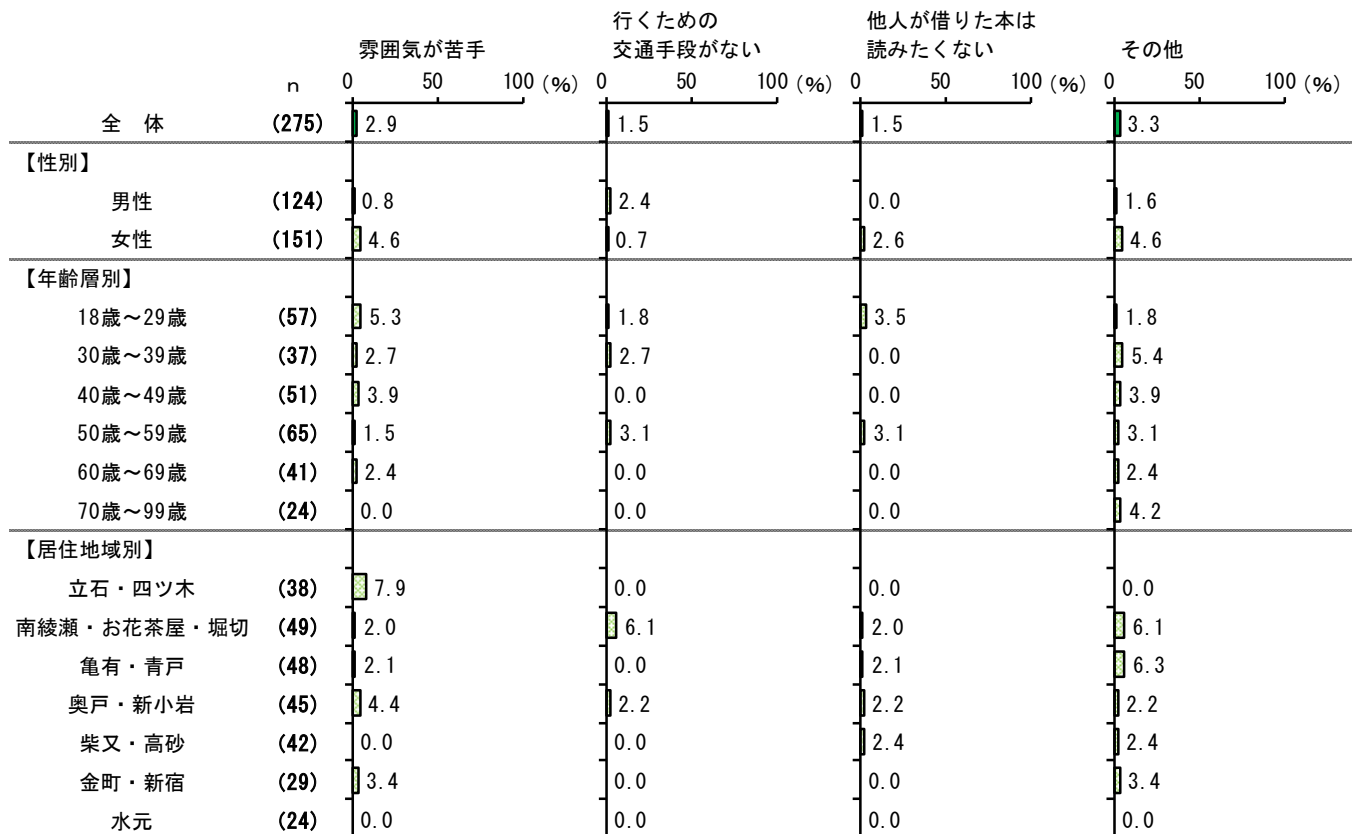 行くための 他人が借りた本は
雰囲気が苦手 交通手段がない 読みたくない その他
n 0 50 100 (%) 0 50 100 (%) 0 50 100 (%) 0 50 100 (%)
全 体 (275) 2.9 1.5 1.5 3.3
【性別】
男性 (124) 0.8 2.4 0.0 1.6
女性 (151) 4.6 0.7 2.6 4.6
【年齢層別】
18歳～29歳 (57) 5.3 1.8 3.5 1.8
30歳～39歳 (37) 2.7 2.7 0.0 5.4
40歳～49歳 (51) 3.9 0.0 0.0 3.9
50歳～59歳 (65) 1.5 3.1 3.1 3.1
60歳～69歳 (41) 2.4 0.0 0.0 2.4
70歳～99歳 (24) 0.0 0.0 0.0 4.2
【居住地域別】
立石・四ツ木 (38) 7.9 0.0 0.0 0.0
南綾瀬・お花茶屋・堀切 (49) 2.0 6.1 2.0 6.1
亀有・青戸 (48) 2.1 0.0 2.1 6.3
奥戸・新小岩 (45) 4.4 2.2 2.2 2.2
柴又・高砂 (42) 0.0 0.0 2.4 2.4
金町・新宿 (29) 3.4 0.0 0.0 3.4
水元 (24) 0.0 0.0 0.0 0.0